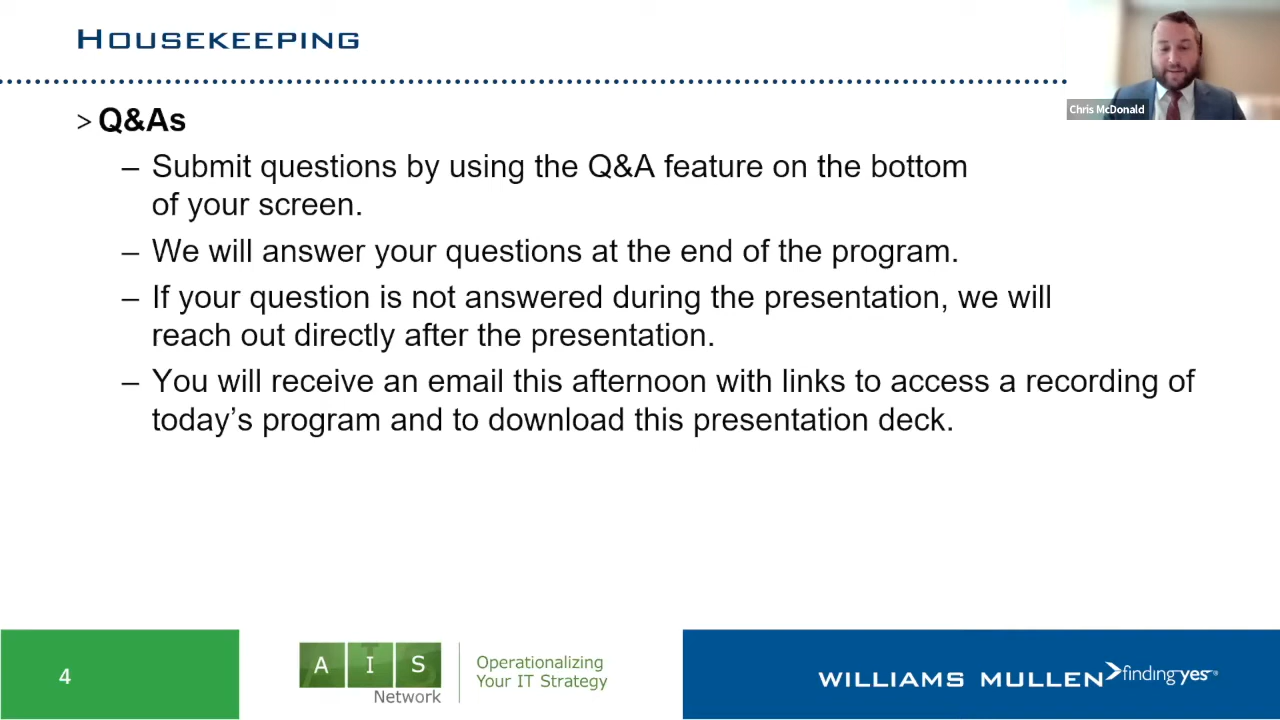 Housekeeping
Chris McDonald
> Q&As
– Submit questions by using the Q&A feature on the bottom
of your screen.
– We will answer your questions at the end of the program.
– If your question is not answered during the presentation, we will
reach out directly after the presentation.
– You will receive an email this afternoon with links to access a recording of
today’s program and to download this presentation deck.
4
A I S
Network
Operationalizing
Your IT Strategy
WILLIAMS MULLEN finding yes®